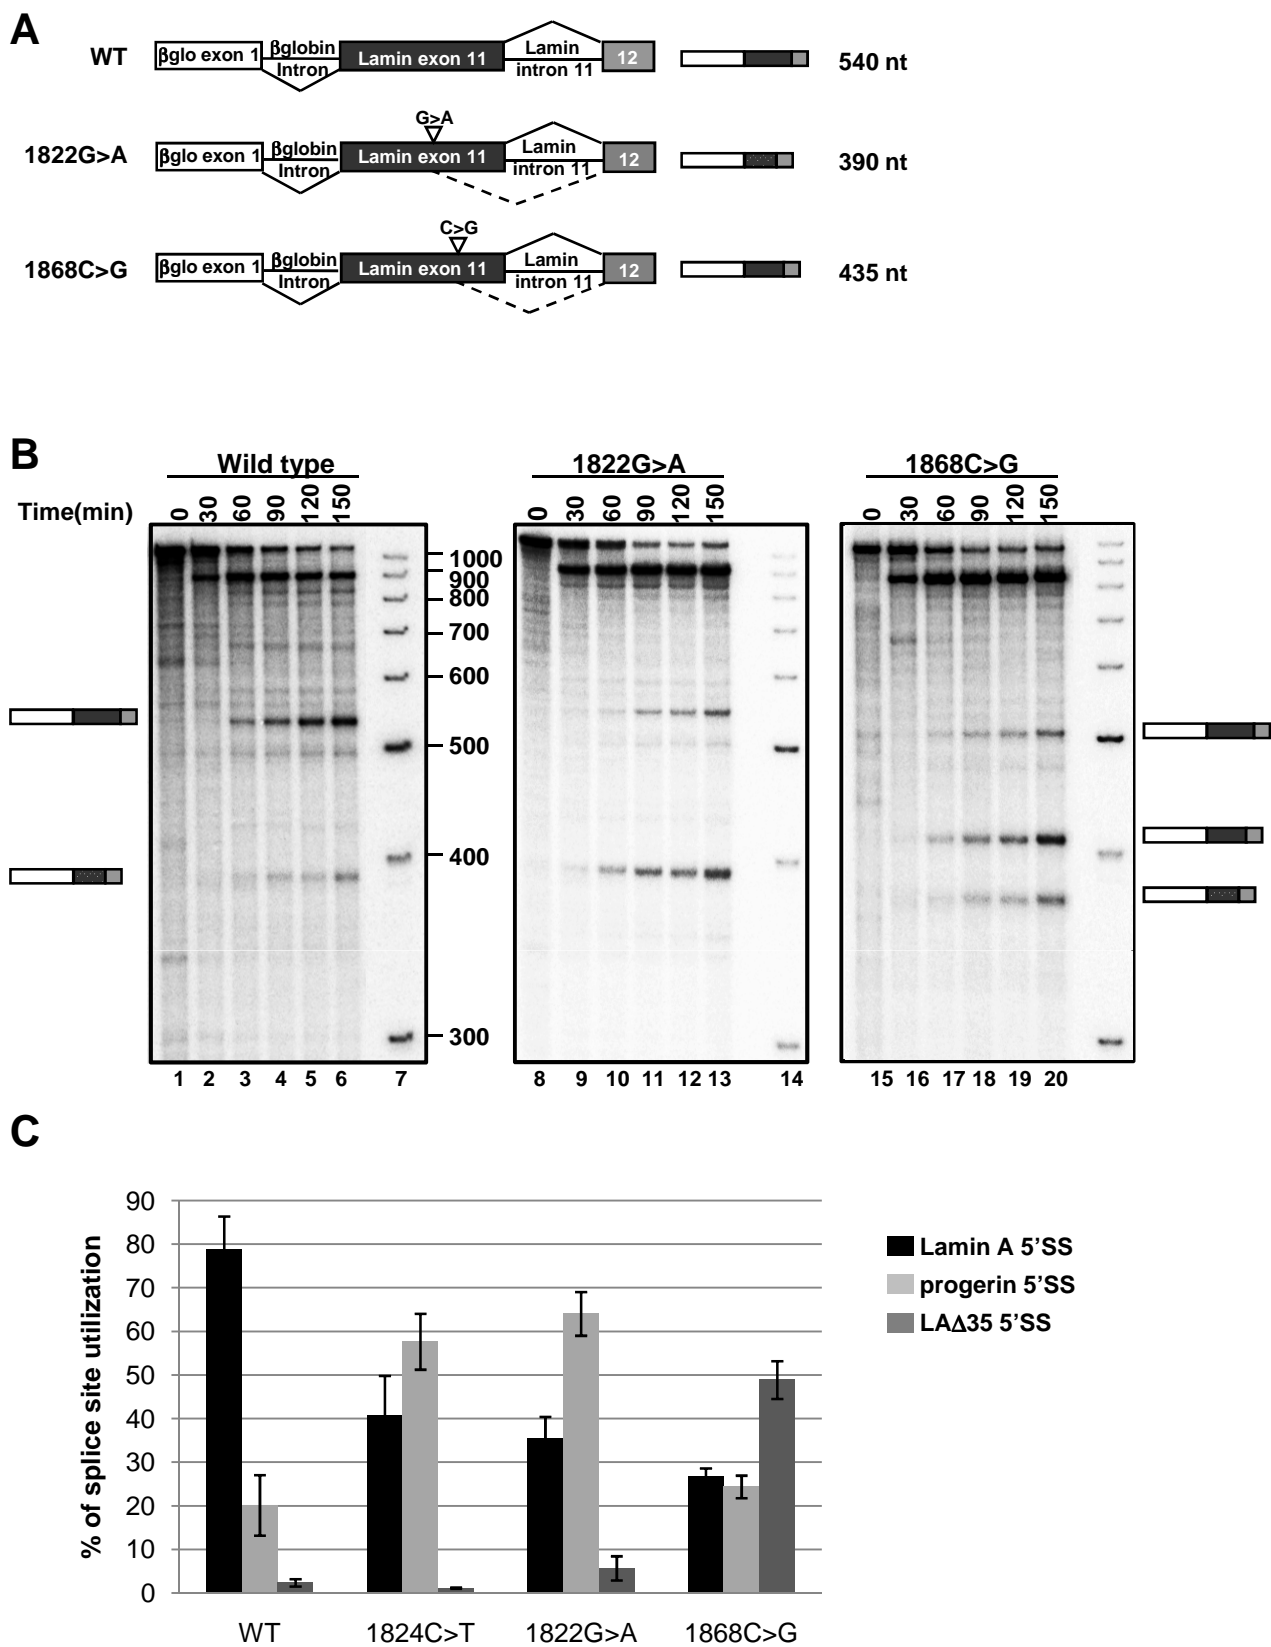 A
WT
βglo exon 1
βglobin
Intron
Lamin exon 11
Lamin
intron 11
12
540 nt
G>A
1822G>A
βglo exon 1
βglobin
Intron
Lamin exon 11
Lamin
intron 11
12
390 nt
C>G
1868C>G
βglo exon 1
βglobin
Intron
Lamin exon 11
Lamin
intron 11
12
435 nt
B
Wild type
1822G>A
1868C>G
Time(min)
0 30 60 90 120 150
0 30 60 90 120 150
0 30 60 90 120 150
1000
900
800
700
600
500
400
300
1 2 3 4 5 6 7
8 9 10 11 12 13 14
15 16 17 18 19 20
C
% of splice site utilization
90
80
70
60
50
40
30
20
10
0
WT 1824C>T 1822G>A 1868C>G
Lamin A 5’SS
progerin 5’SS
LAΔ35 5’SS